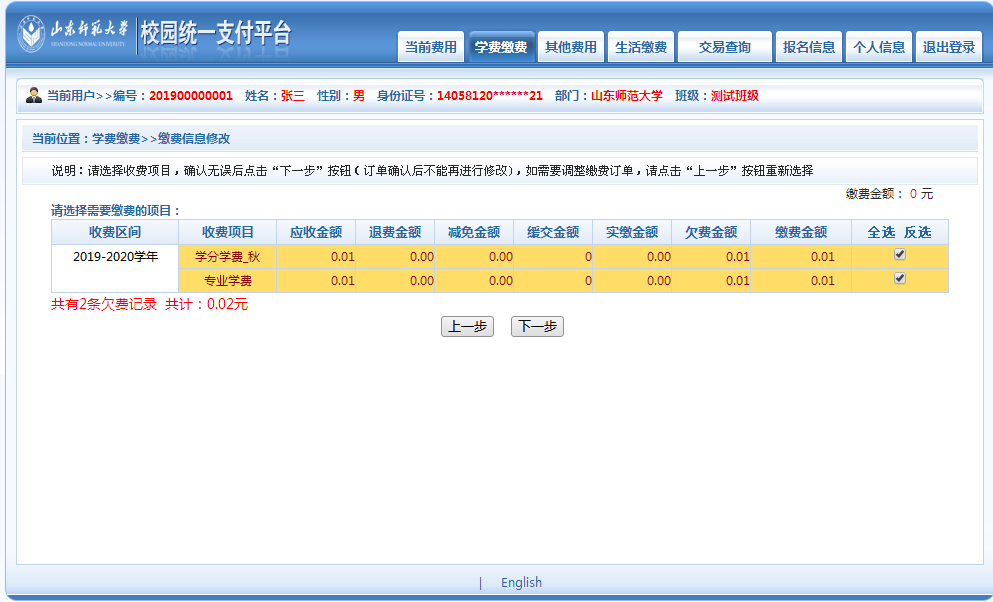 山东师范大学 校园统一支付平台
SHANDONG NORMAL UNIVERSITY
当前费用 学费缴费 其他费用 生活缴费 交易查询 报名信息 个人信息 退出登录
当前用户>>编号：201900000001 姓名：张三 性别：男 身份证号：14058120******21 部门：山东师范大学 班级：测试班级
当前位置：学费缴费>>缴费信息修改
说明：请选择收费项目，确认无误后点击“下一步”按钮（订单确认后不能再进行修改），如需要调整缴费订单，请点击“上一步”按钮重新选择
缴费金额： 0 元
请选择需要缴费的项目：
收费区间 收费项目 应收金额 退费金额 减免金额 缓交金额 实缴金额 欠费金额 缴费金额 全选 反选
2019-2020学年 学分学费_秋 0.01 0.00 0.00 0 0.00 0.01 0.01
专业学费 0.01 0.00 0.00 0 0.00 0.01 0.01
共有2条欠费记录 共计：0.02元
上一步 下一步
| English